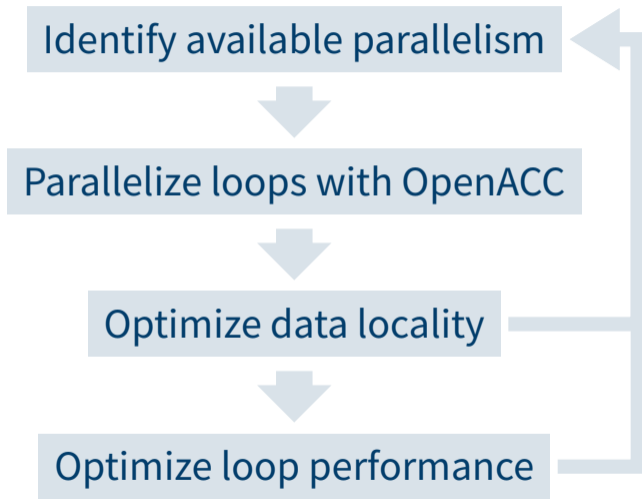 Identify available parallelism
Parallelize loops with OpenACC
Optimize data locality
Optimize loop performance